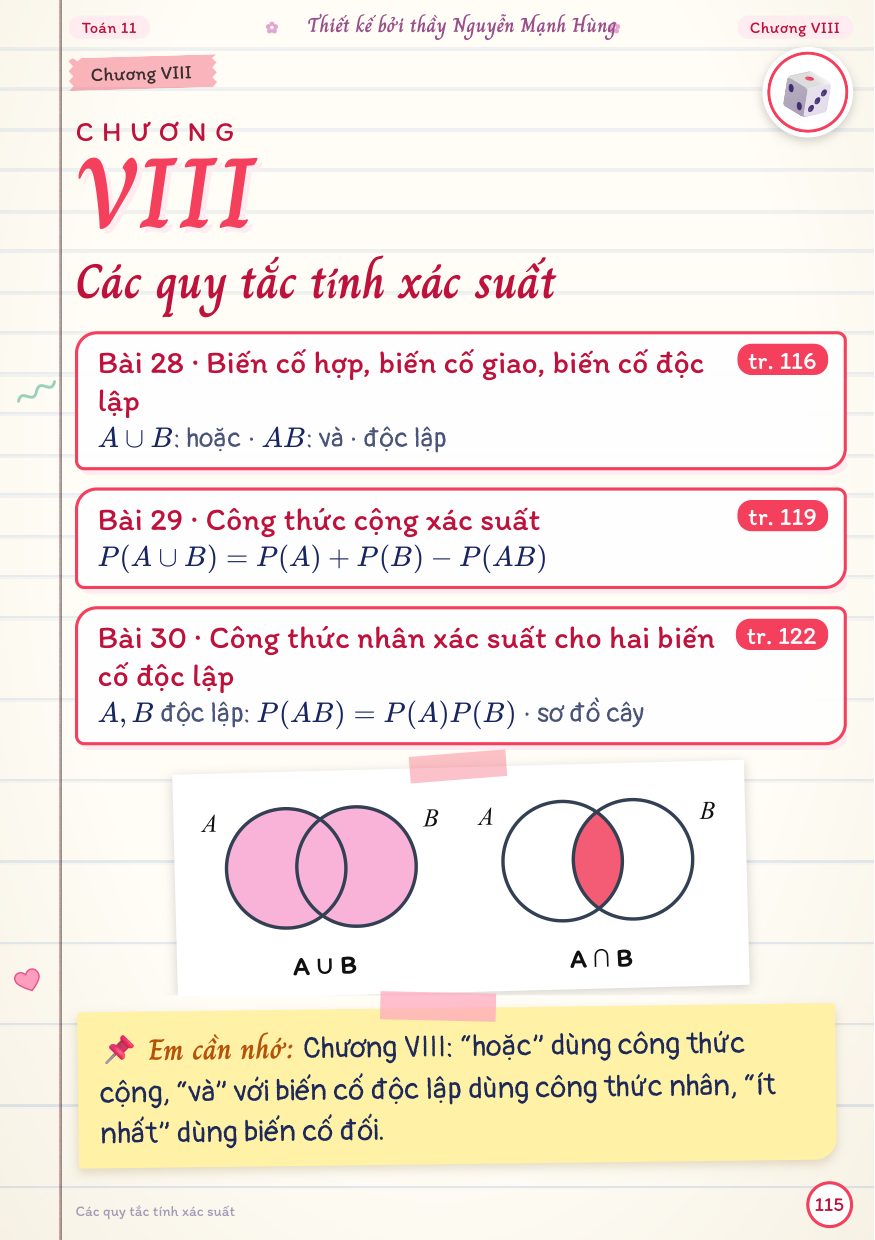 Toán 11
Thiết kế bởi thầy Nguyễn Mạnh Hùng
Chương VIII
Chương VIII
CHƯƠNG
VIII
Các quy tắc tính xác suất
Bài 28 · Biến cố hợp, biến cố giao, biến cố độc
lập
tr. 116
A ∪ B: hoặc · AB: và · độc lập
Bài 29 · Công thức cộng xác suất
tr. 119
P(A ∪ B) = P(A) + P(B) − P(AB)
Bài 30 · Công thức nhân xác suất cho hai biến
cố độc lập
tr. 122
A, B độc lập: P(AB) = P(A)P(B) · sơ đồ cây
A
B
A
B
A ∪ B
A ∩ B
Em cần nhớ: Chương VIII: “hoặc” dùng công thức
cộng, “và” với biến cố độc lập dùng công thức nhân, “ít
nhất” dùng biến cố đối.
Các quy tắc tính xác suất
115